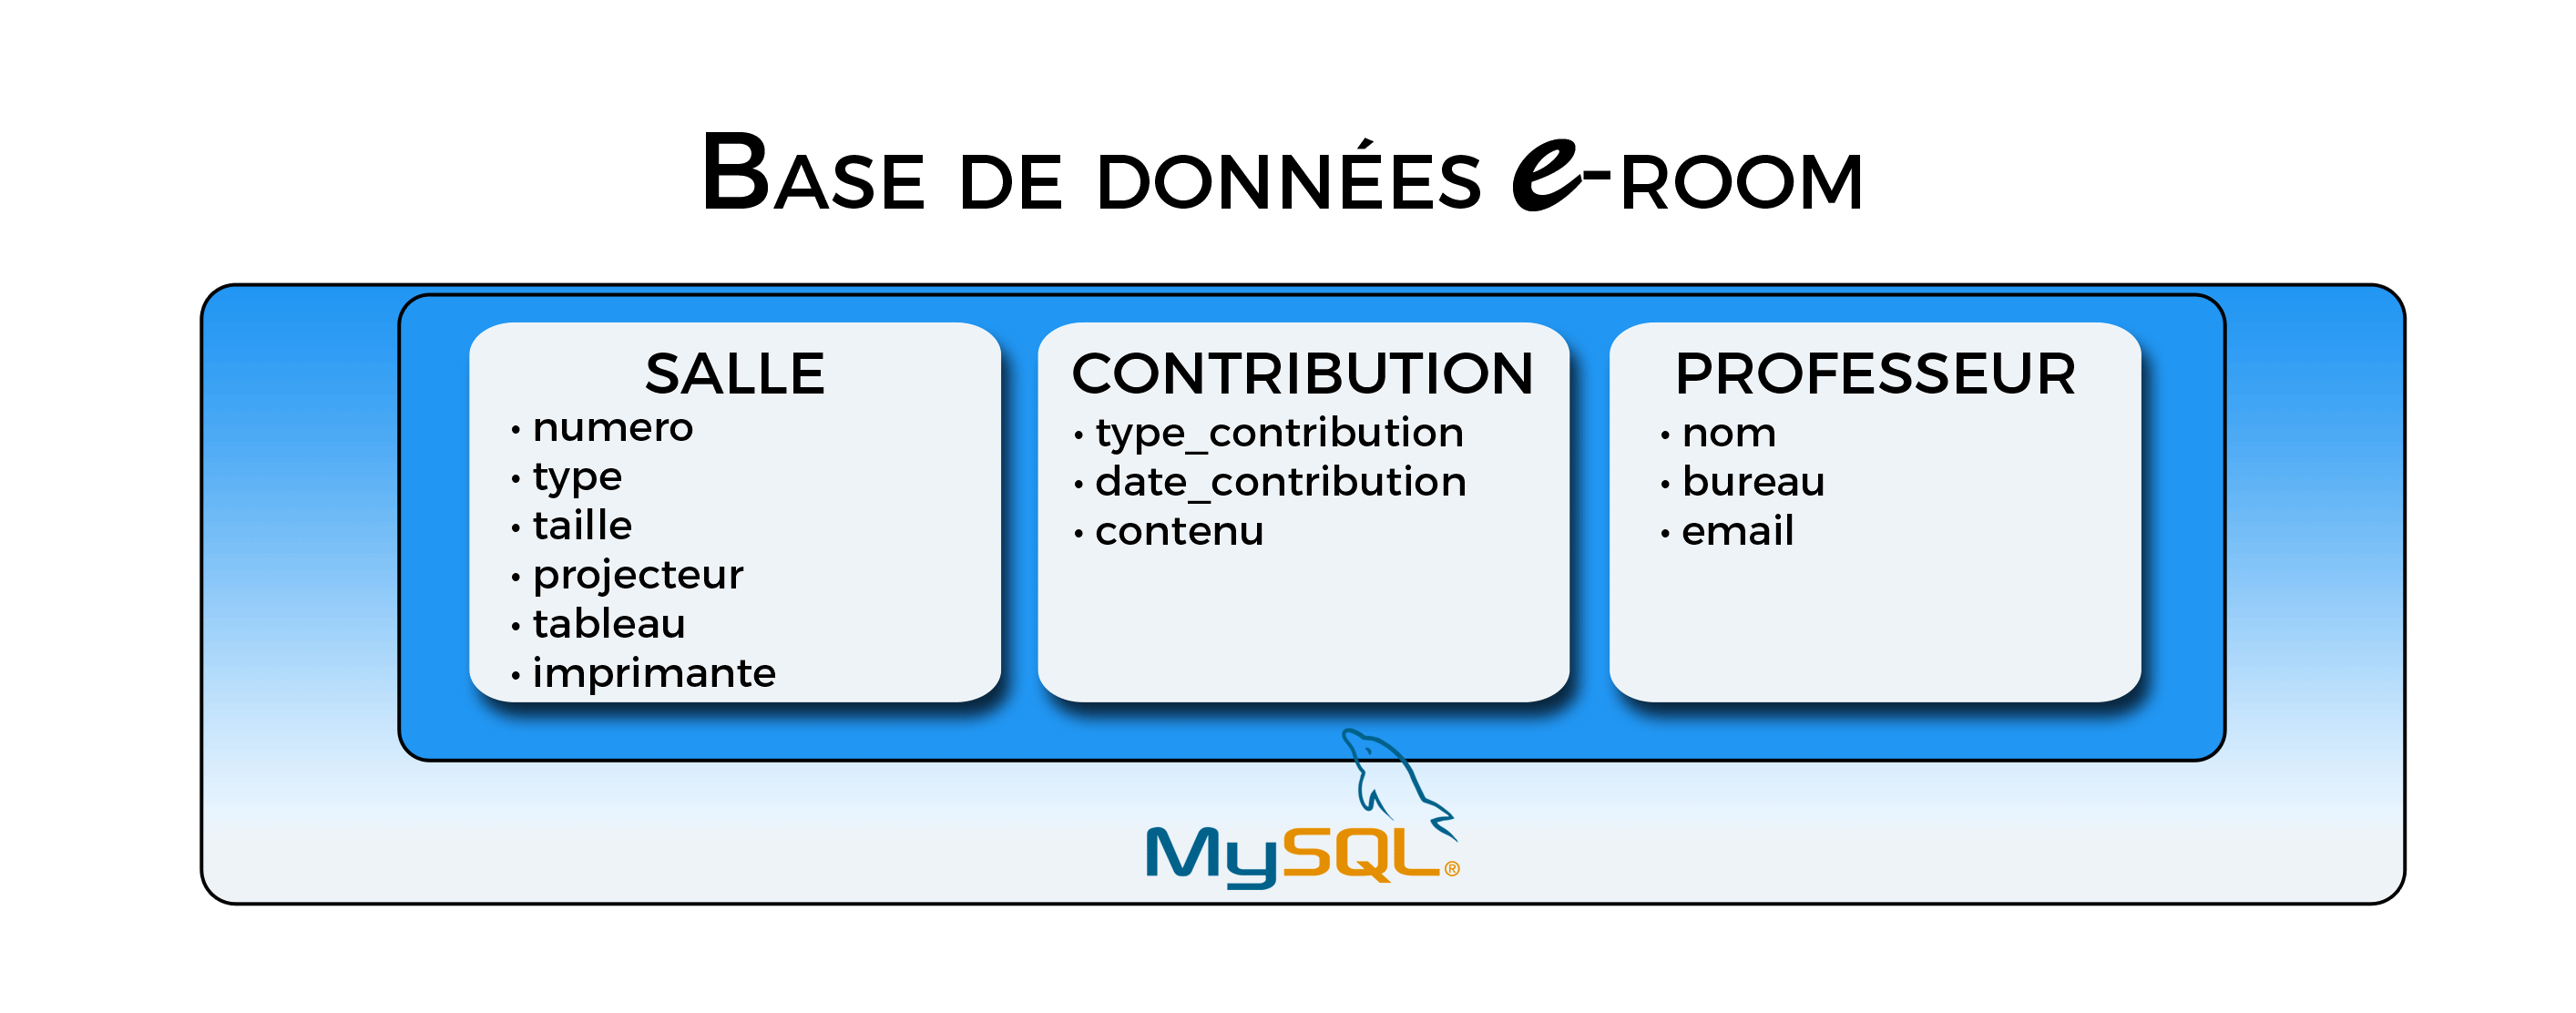 BASE DE DONNÉES e-ROOM
SALLE
• numero
• type
• taille
• projecteur
• tableau
• imprimante
CONTRIBUTION
• type_contribution
• date_contribution
• contenu
PROFESSEUR
• nom
• bureau
• email
MySQL®